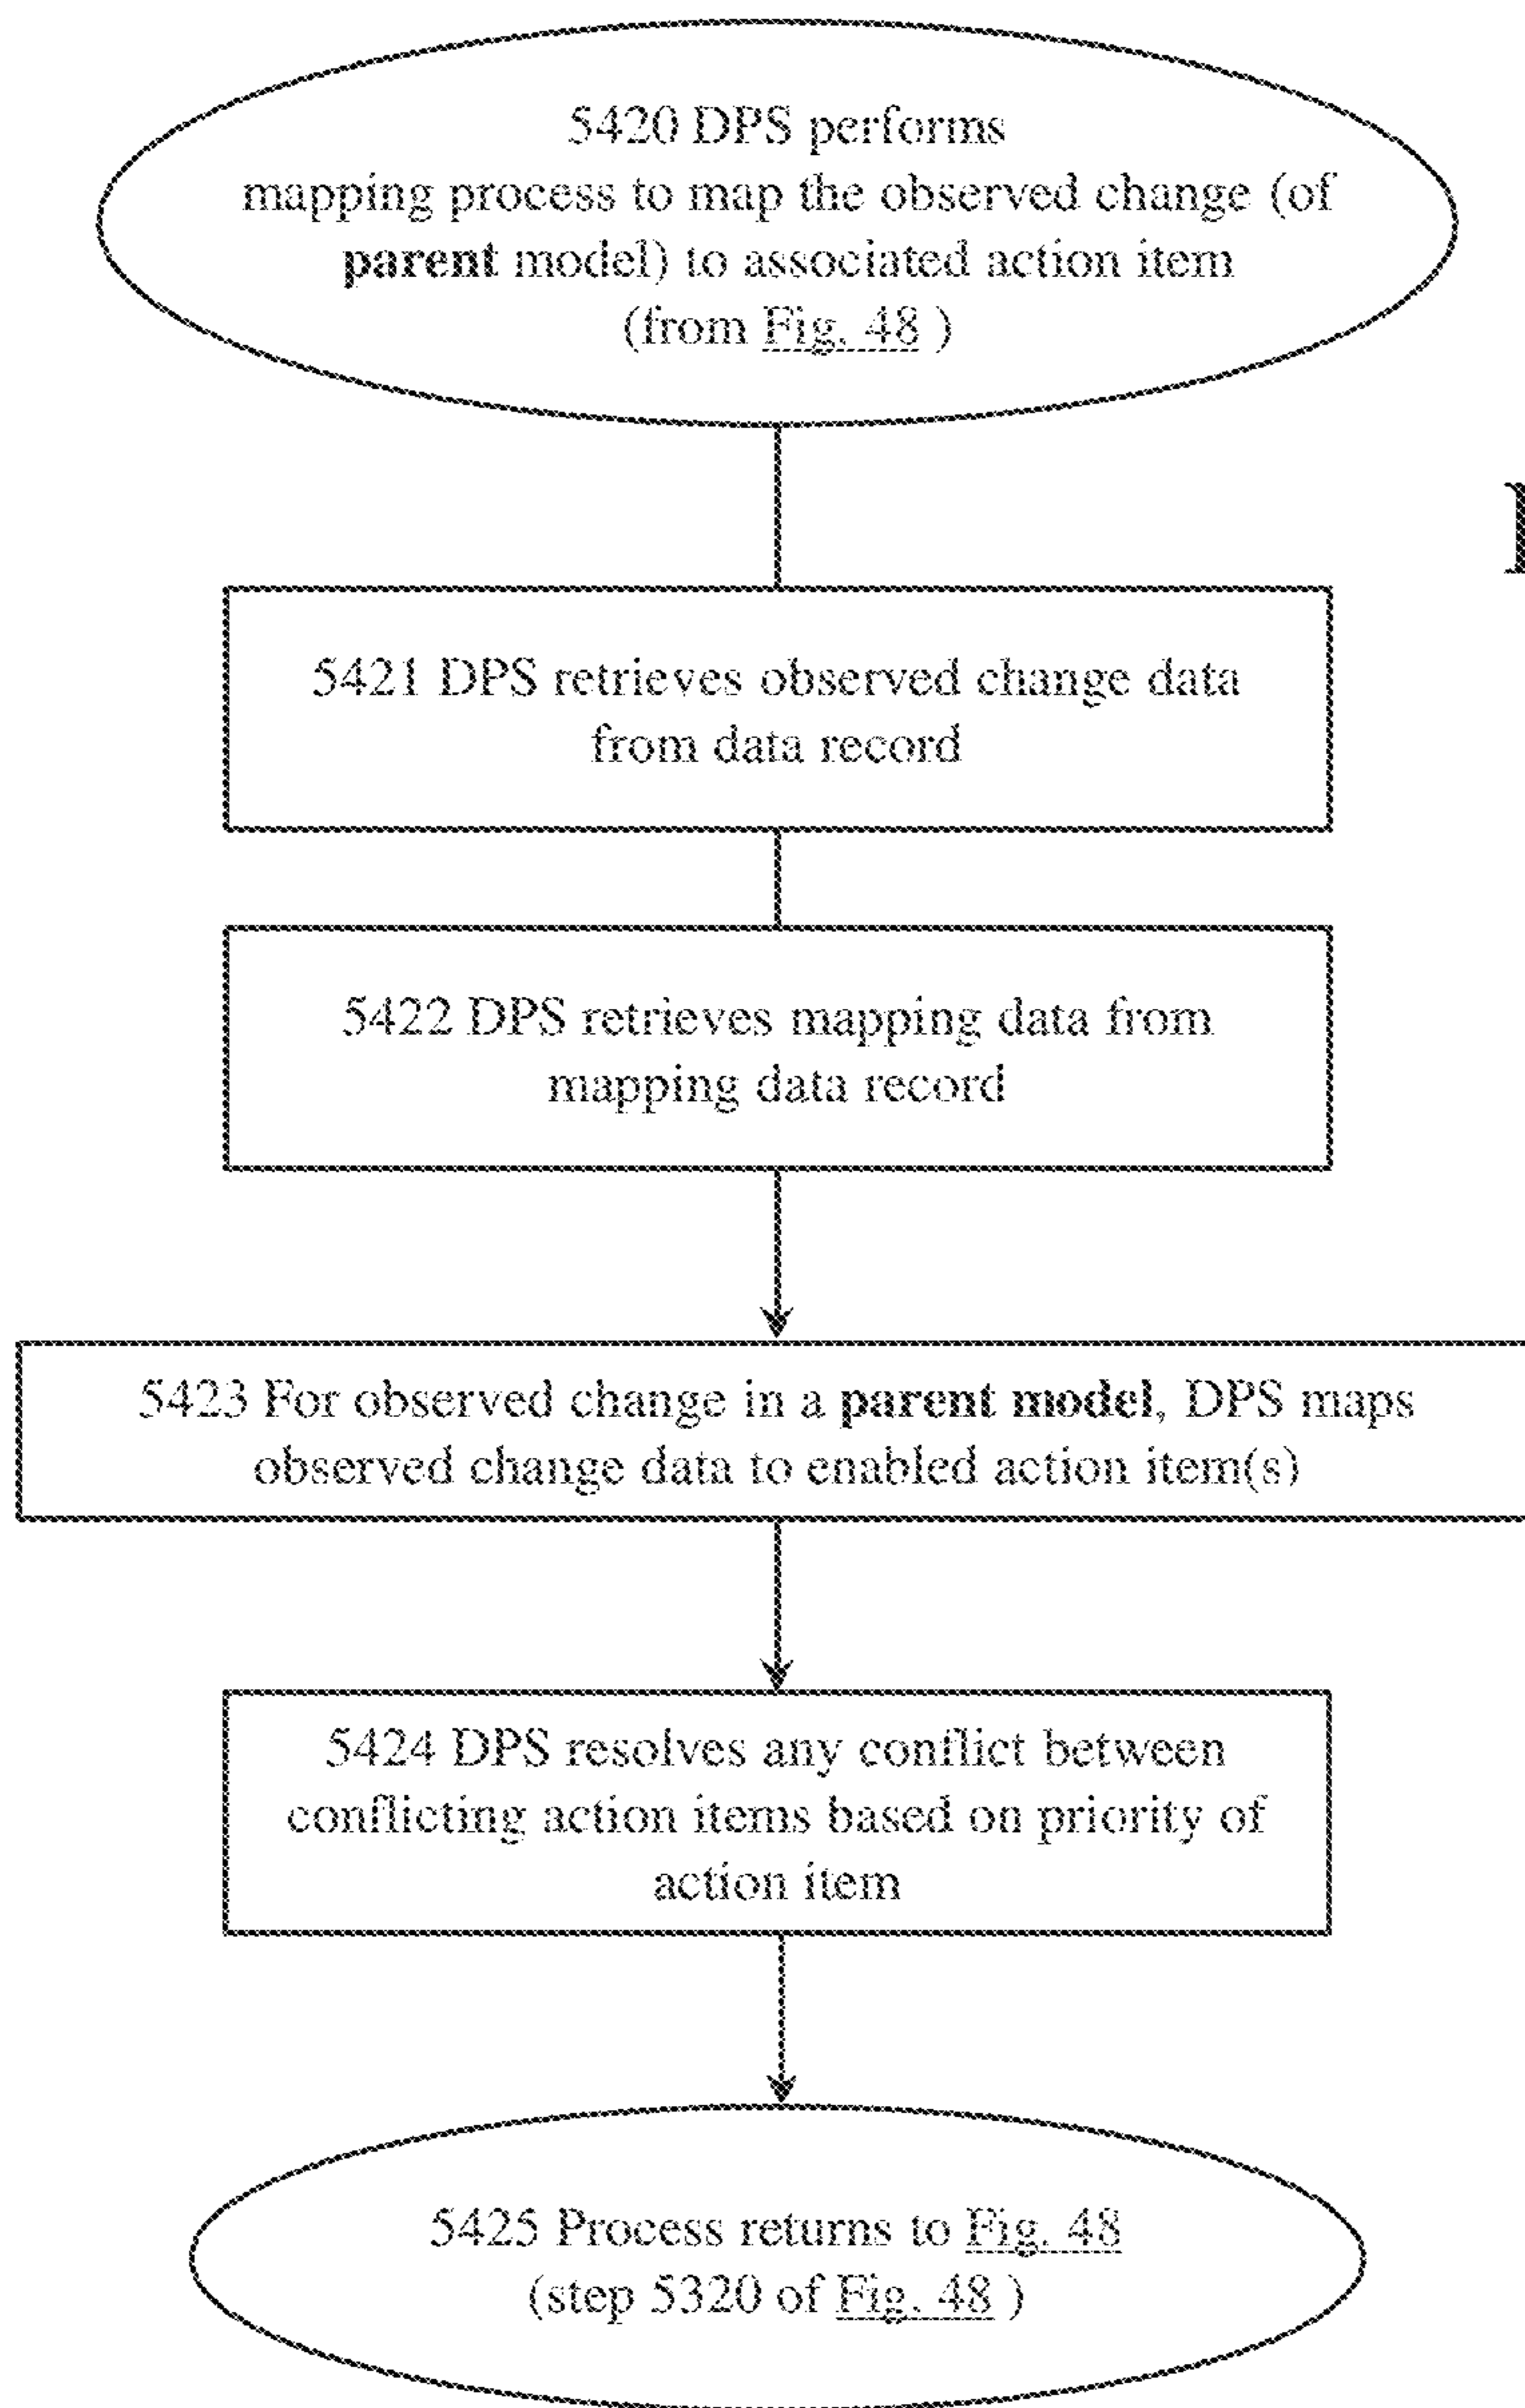 5420 DPS performs
mapping process to map the observed change (of
parent model) to associated action item
(from Fig. 48 )
5421 DPS retrieves observed change data
from data record
5422 DPS retrieves mapping data from
mapping data record
5423 For observed change in a parent model, DPS maps
observed change data to enabled action item(s)
5424 DPS resolves any conflict between
conflicting action items based on priority of
action item
5425 Process returns to Fig. 48
(step 5320 of Fig. 48 )